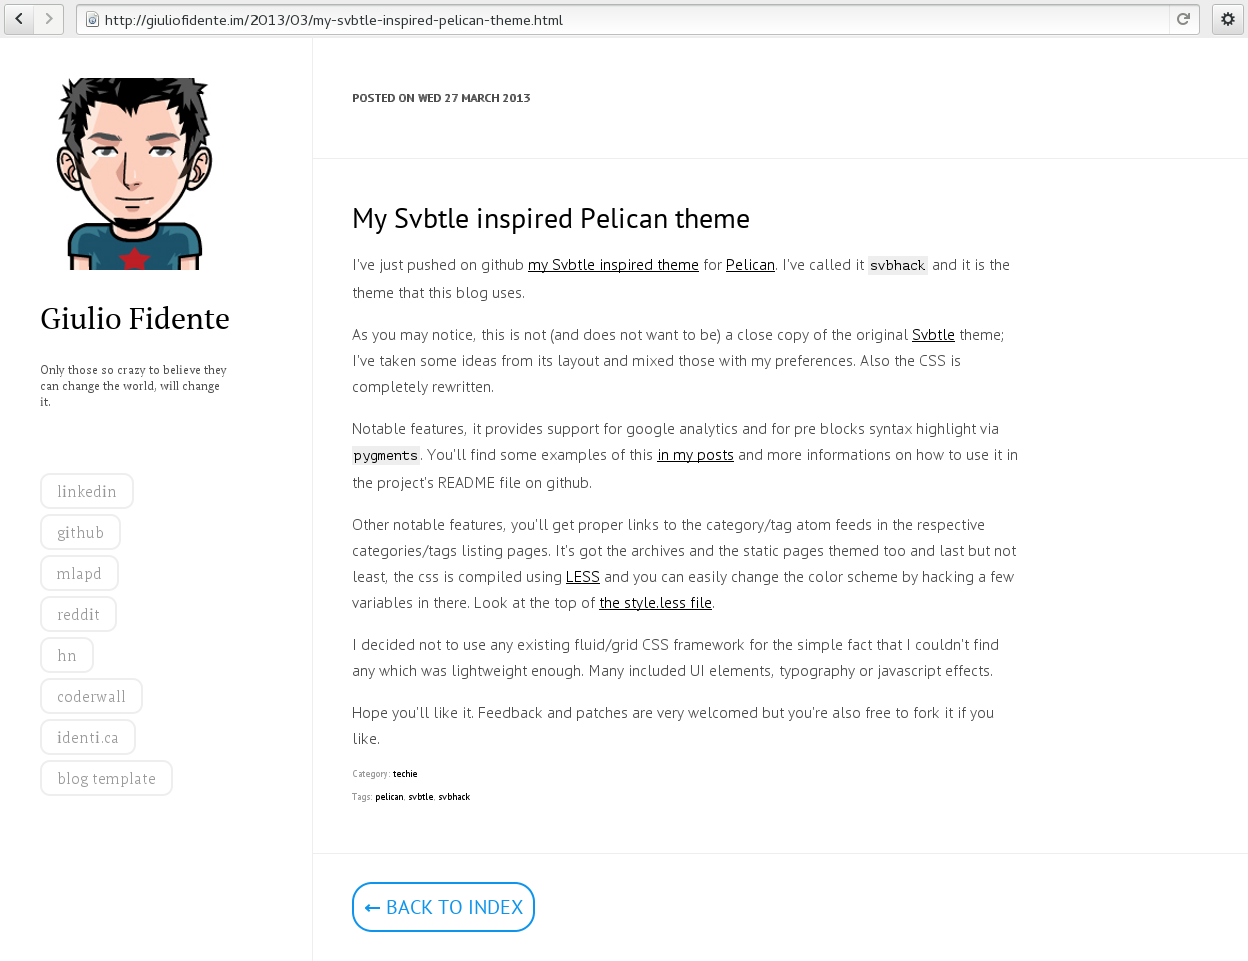 http://giuliofidente.im/2013/03/my-svbtle-inspired-pelican-theme.html
Giulio Fidente
Only those so crazy to believe they
can change the world, will change
it.
linkedin
github
mlapd
reddit
hn
coderwall
identi.ca
blog template
POSTED ON WED 27 MARCH 2013
My Svbtle inspired Pelican theme
I've just pushed on github my Svbtle inspired theme for Pelican. I've called it svbhack and it is the
theme that this blog uses.
As you may notice, this is not (and does not want to be) a close copy of the original Svbtle theme;
I've taken some ideas from its layout and mixed those with my preferences. Also the CSS is
completely rewritten.
Notable features, it provides support for google analytics and for pre blocks syntax highlight via
pygments. You'll find some examples of this in my posts and more informations on how to use it in
the project's README file on github.
Other notable features, you'll get proper links to the category/tag atom feeds in the respective
categories/tags listing pages. It's got the archives and the static pages themed too and last but not
least, the css is compiled using LESS and you can easily change the color scheme by hacking a few
variables in there. Look at the top of the style.less file.
I decided not to use any existing fluid/grid CSS framework for the simple fact that I couldn't find
any which was lightweight enough. Many included UI elements, typography or javascript effects.
Hope you'll like it. Feedback and patches are very welcomed but you're also free to fork it if you
like.
Category: techie
Tags: pelican, svbtle, svbhack
← BACK TO INDEX